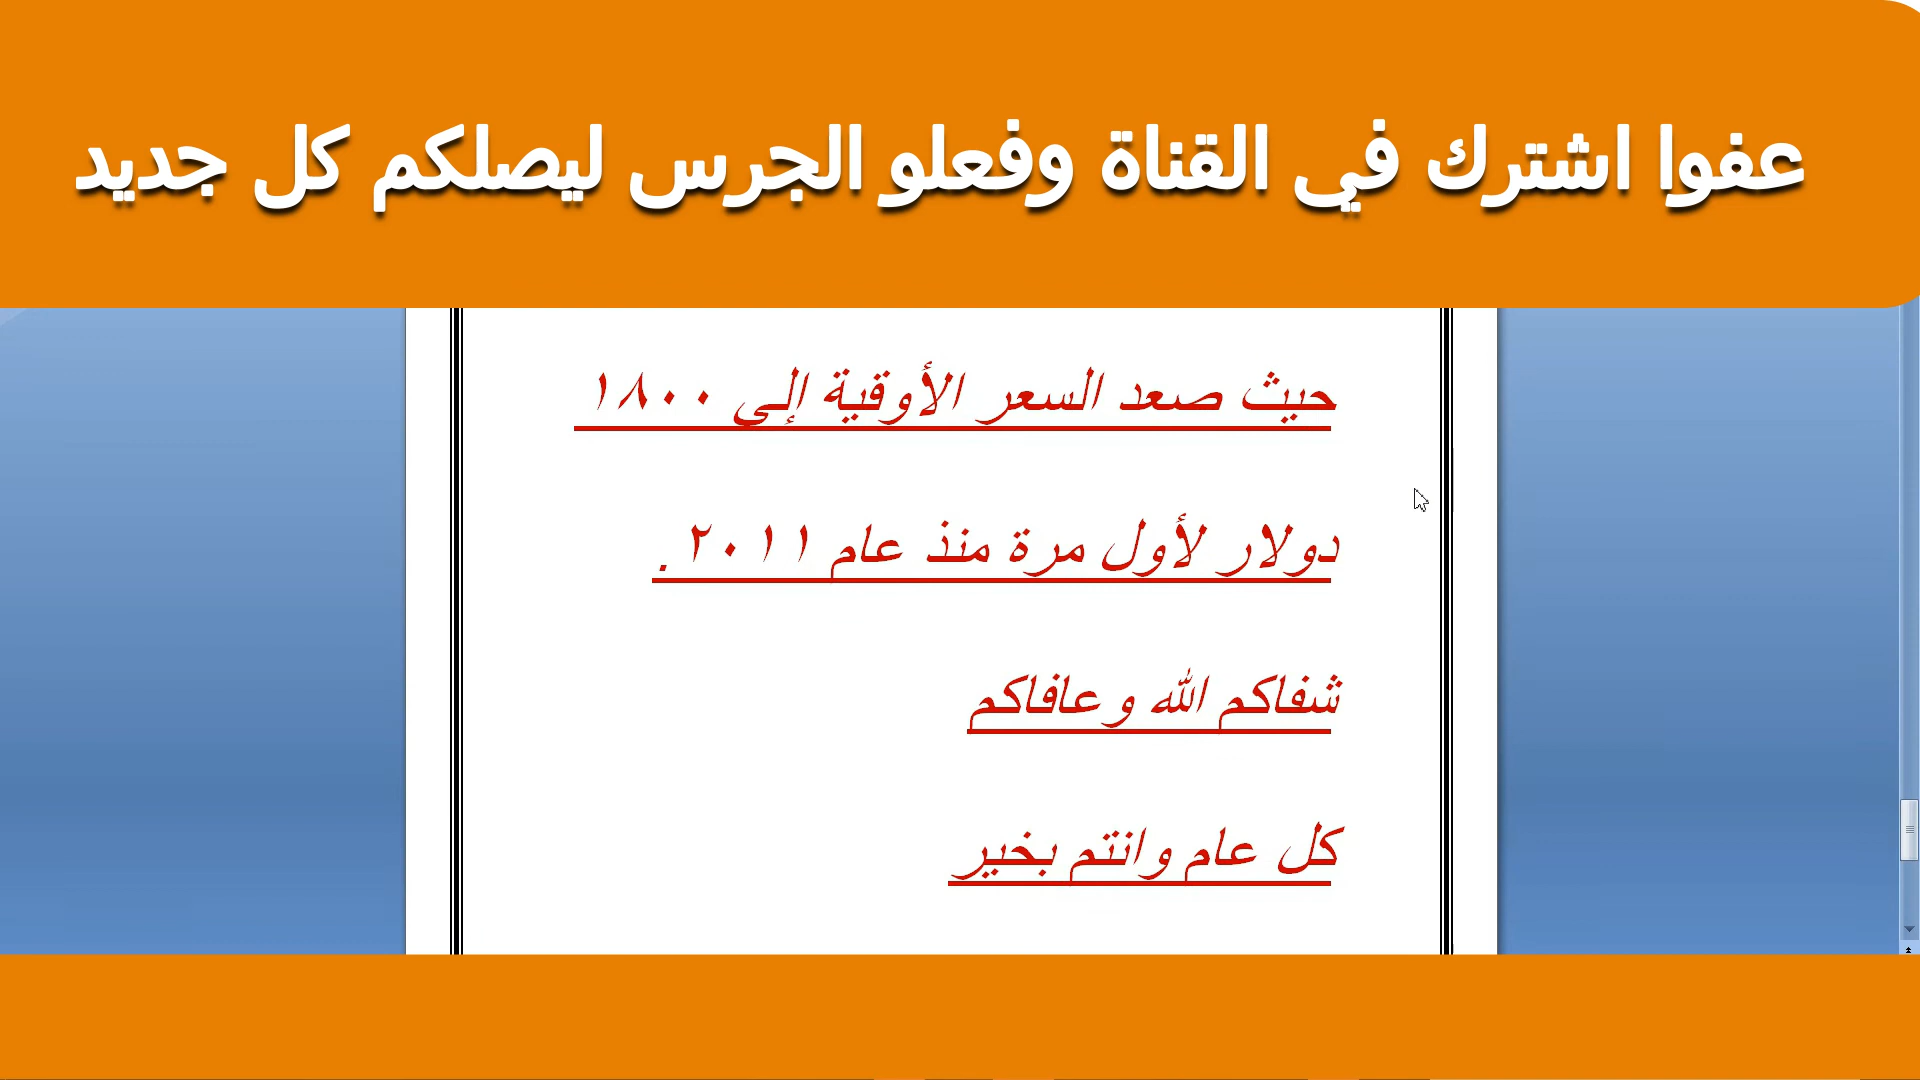 عفوا اشترك في القناة وفعلو الجرس ليصلكم كل جديد
حيث صعد السعر الأوقية إلى ١٨٠٠
دولار لأول مرة منذ عام ٢٠١١ .
شفاكم الله وعافاكم
كل عام وانتم بخير